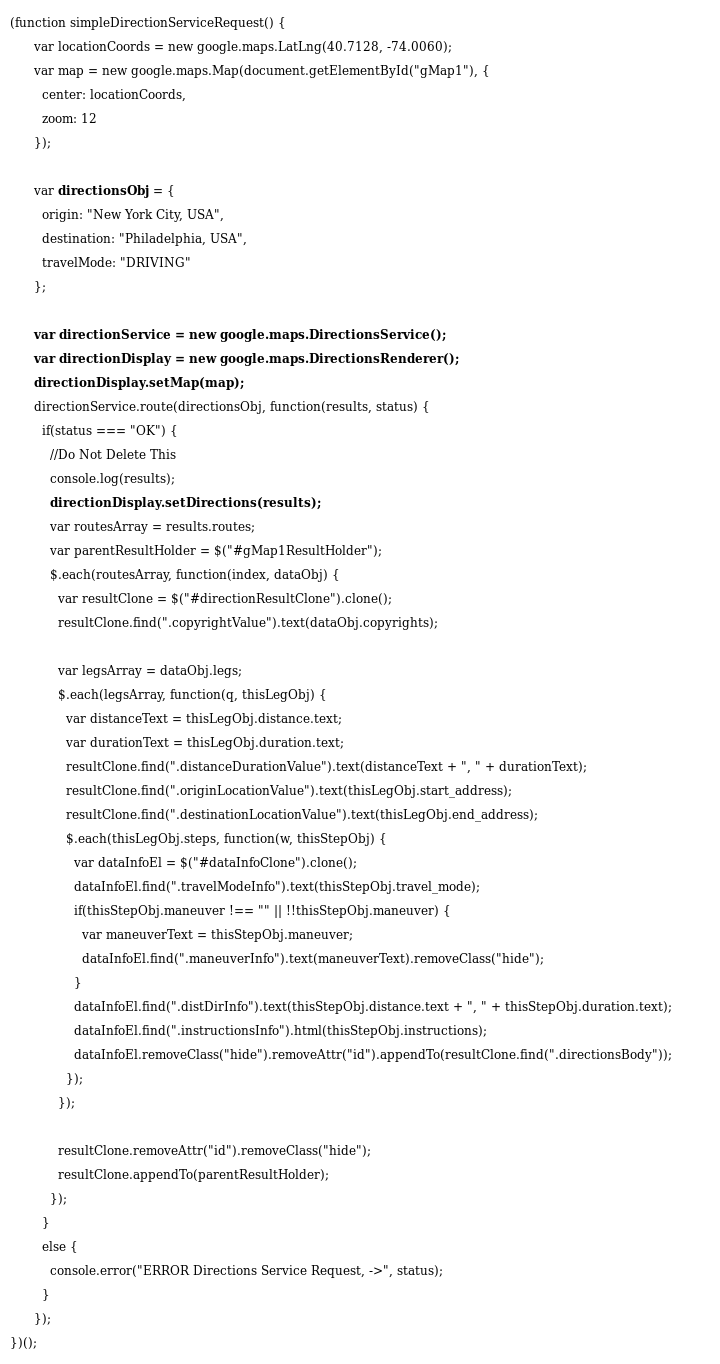 (function simpleDirectionServiceRequest() {
var locationCoords = new google.maps.LatLng(40.7128, -74.0060);
var map = new google.maps.Map(document.getElementById("gMap1"), {
center: locationCoords,
zoom: 12
});
var directionsObj = {
origin: "New York City, USA",
destination: "Philadelphia, USA",
travelMode: "DRIVING"
};
var directionService = new google.maps.DirectionsService();
var directionDisplay = new google.maps.DirectionsRenderer();
directionDisplay.setMap(map);
directionService.route(directionsObj, function(results, status) {
if(status === "OK") {
//Do Not Delete This
console.log(results);
directionDisplay.setDirections(results);
var routesArray = results.routes;
var parentResultHolder = $("#gMap1ResultHolder");
$.each(routesArray, function(index, dataObj) {
var resultClone = $("#directionResultClone").clone();
resultClone.find(".copyrightValue").text(dataObj.copyrights);
var legsArray = dataObj.legs;
$.each(legsArray, function(q, thisLegObj) {
var distanceText = thisLegObj.distance.text;
var durationText = thisLegObj.duration.text;
resultClone.find(".distanceDurationValue").text(distanceText + ", " + durationText);
resultClone.find(".originLocationValue").text(thisLegObj.start_address);
resultClone.find(".destinationLocationValue").text(thisLegObj.end_address);
$.each(thisLegObj.steps, function(w, thisStepObj) {
var dataInfoEl = $("#dataInfoClone").clone();
dataInfoEl.find(".travelModeInfo").text(thisStepObj.travel_mode);
if(thisStepObj.maneuver !== "" || !!thisStepObj.maneuver) {
var maneuverText = thisStepObj.maneuver;
dataInfoEl.find(".maneuverInfo").text(maneuverText).removeClass("hide");
}
dataInfoEl.find(".distDirInfo").text(thisStepObj.distance.text + ", " + thisStepObj.duration.text);
dataInfoEl.find(".instructionsInfo").html(thisStepObj.instructions);
dataInfoEl.removeClass("hide").removeAttr("id").appendTo(resultClone.find(".directionsBody"));
});
});
resultClone.removeAttr("id").removeClass("hide");
resultClone.appendTo(parentResultHolder);
});
}
else {
console.error("ERROR Directions Service Request, ->", status);
}
});
})();